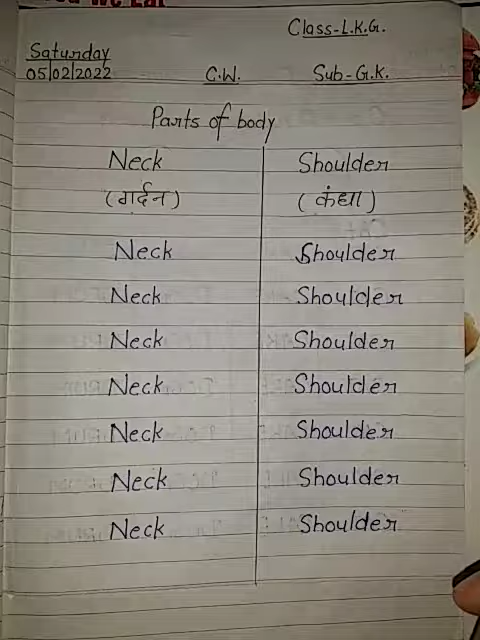 Class-L.K.G.
Saturday
05/02/2022 C.W. Sub-G.K.
Parts of body
Neck Shoulder
(गर्दन) (कंधा)
Neck Shoulder
Neck Shoulder
Neck Shoulder
Neck Shoulder
Neck Shoulder
Neck Shoulder
Neck Shoulder